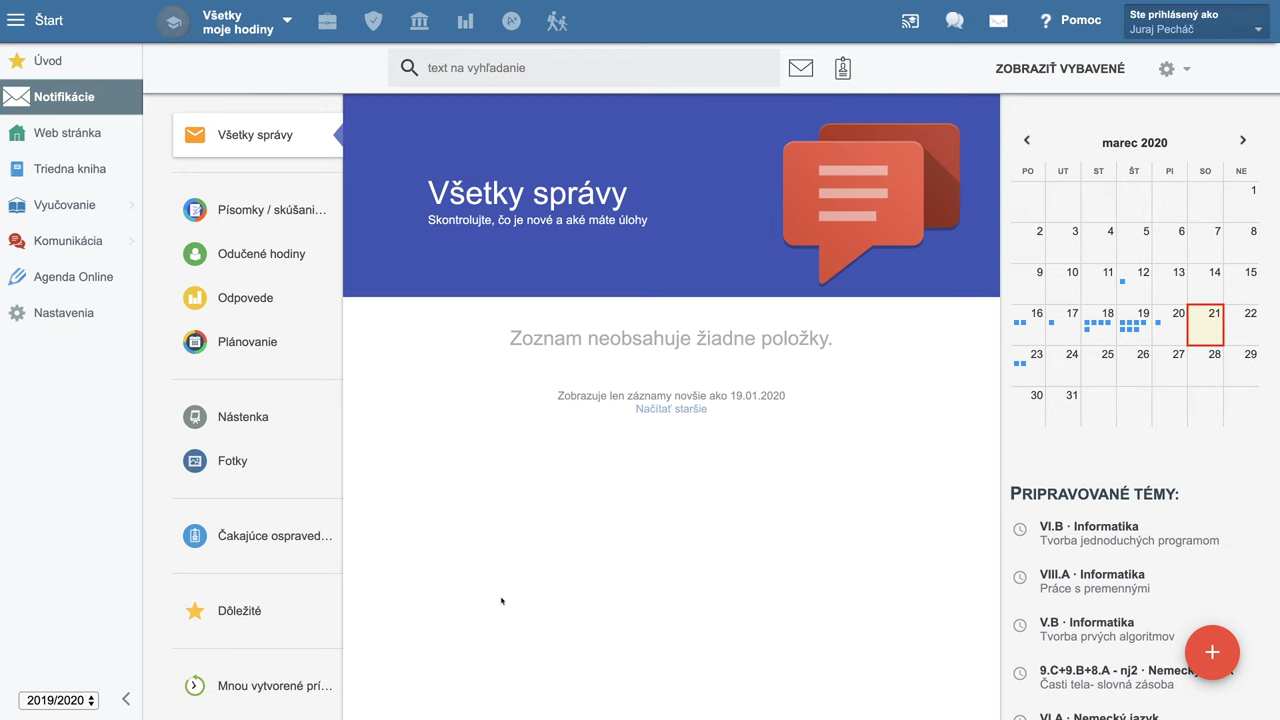 Štart
Všetky
moje hodiny
Pomoc
Ste prihlásený ako
Juraj Pecháč
Úvod
Notifikácie
Web stránka
Triedna kniha
Vyučovanie
Komunikácia
Agenda Online
Nastavenia
2019/2020
text na vyhľadanie
ZOBRAZIŤ VYBAVENÉ
Všetky správy
Písomky / skúšani...
Odučené hodiny
Odpovede
Plánovanie
Nástenka
Fotky
Čakajúce ospraved...
Dôležité
Mnou vytvorené prí...
Všetky správy
Skontrolujte, čo je nové a aké máte úlohy
Zoznam neobsahuje žiadne položky.
Zobrazuje len záznamy novšie ako 19.01.2020
Načítať staršie
marec 2020
PO UT ST ŠT PI SO NE
1
2 3 4 5 6 7 8
9 10 11 12 13 14 15
16 17 18 19 20 21 22
23 24 25 26 27 28 29
30 31
PRIPRAVOVANÉ TÉMY:
VI.B · Informatika
Tvorba jednoduchých programom
VIII.A · Informatika
Práce s premennými
V.B · Informatika
Tvorba prvých algoritmov
9.C+9.B+8.A - nj2 ·
Časti tela- slovná zásoba
VI.A · Nemecký jazyk